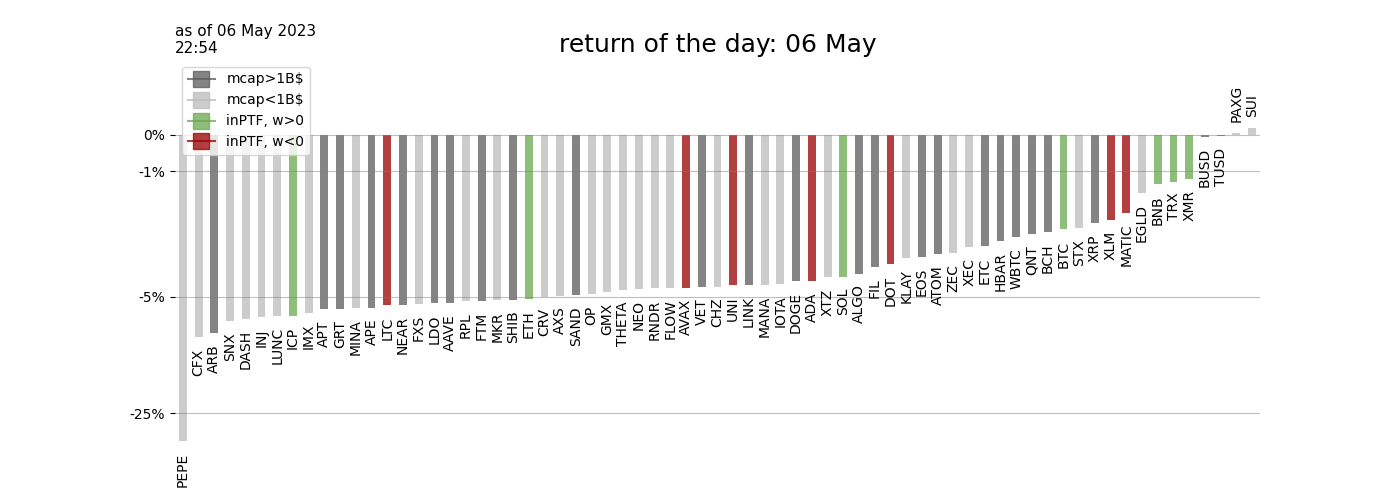 as of 06 May 2023
22:54
return of the day: 06 May
mcap>1B$
mcap<1B$
inPTF, w>0
inPTF, w<0
0%
-1%
-5%
-25%
PEPE
CFX
ARB
SNX
DASH
INJ
LUNC
ICP
IMX
APT
GRT
MINA
APE
LTC
NEAR
FXS
LDO
AAVE
RPL
FTM
MKR
SHIB
ETH
CRV
AXS
SAND
OP
GMX
THETA
NEO
RNDR
FLOW
AVAX
VET
CHZ
UNI
LINK
MANA
IOTA
DOGE
ADA
XTZ
SOL
ALGO
FIL
DOT
KLAY
EOS
ATOM
ZEC
XEC
ETC
HBAR
WBTC
QNT
BCH
BTC
STX
XRP
XLM
MATIC
EGLD
BNB
TRX
XMR
BUSD
TUSD
PAXG
SUI